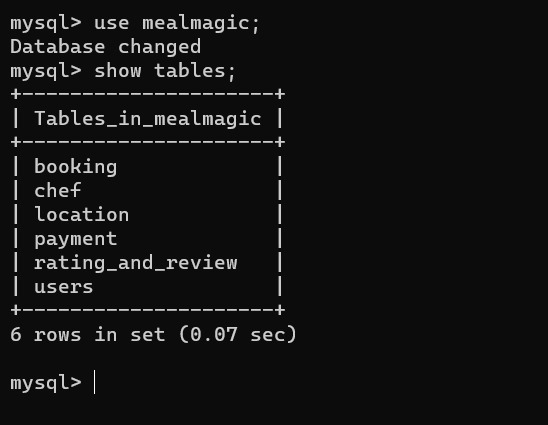 mysql> use mealmagic;
Database changed
mysql> show tables;
+---------------------+
| Tables_in_mealmagic |
+---------------------+
| booking             |
| chef                |
| location            |
| payment             |
| rating_and_review   |
| users               |
+---------------------+
6 rows in set (0.07 sec)

mysql>